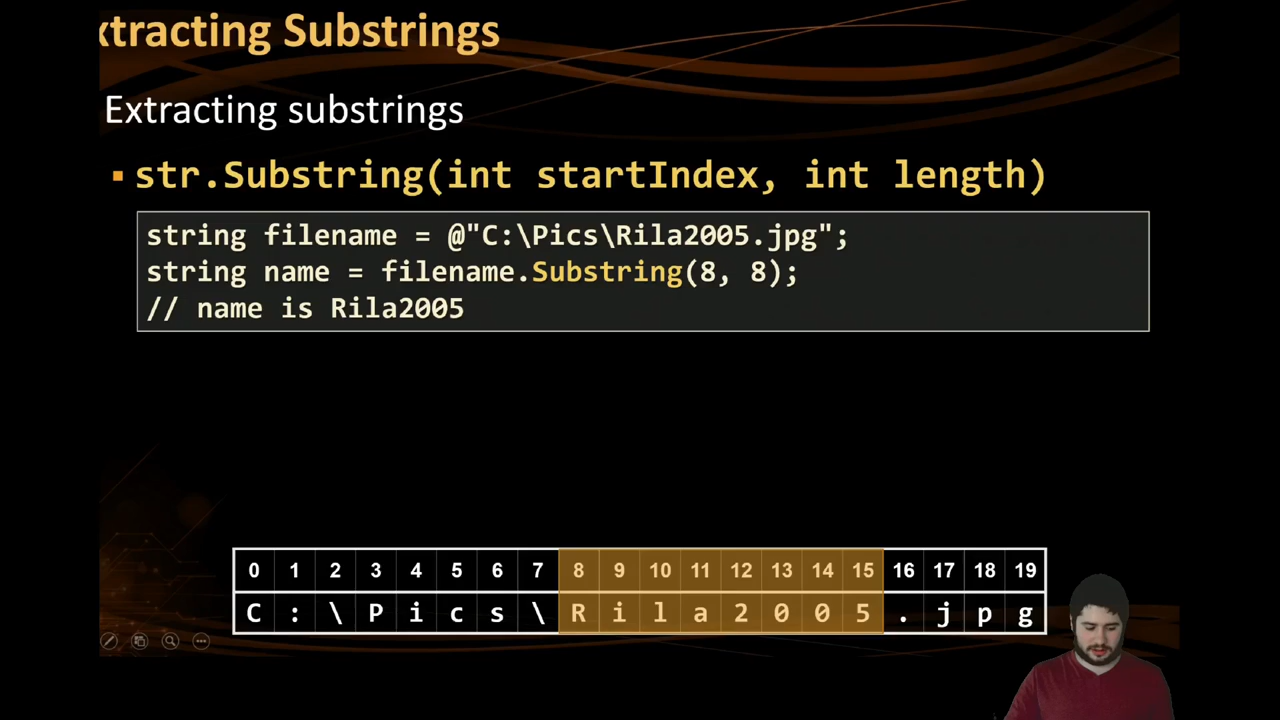 xtracting Substrings
Extracting substrings
▪ str.Substring(int startIndex, int length)
string filename = @"C:\Pics\Rila2005.jpg";
string name = filename.Substring(8, 8);
// name is Rila2005
0 1 2 3 4 5 6 7 8 9 10 11 12 13 14 15 16 17 18 19
C : \ P i c s \ R i l a 2 0 0 5 . j p g